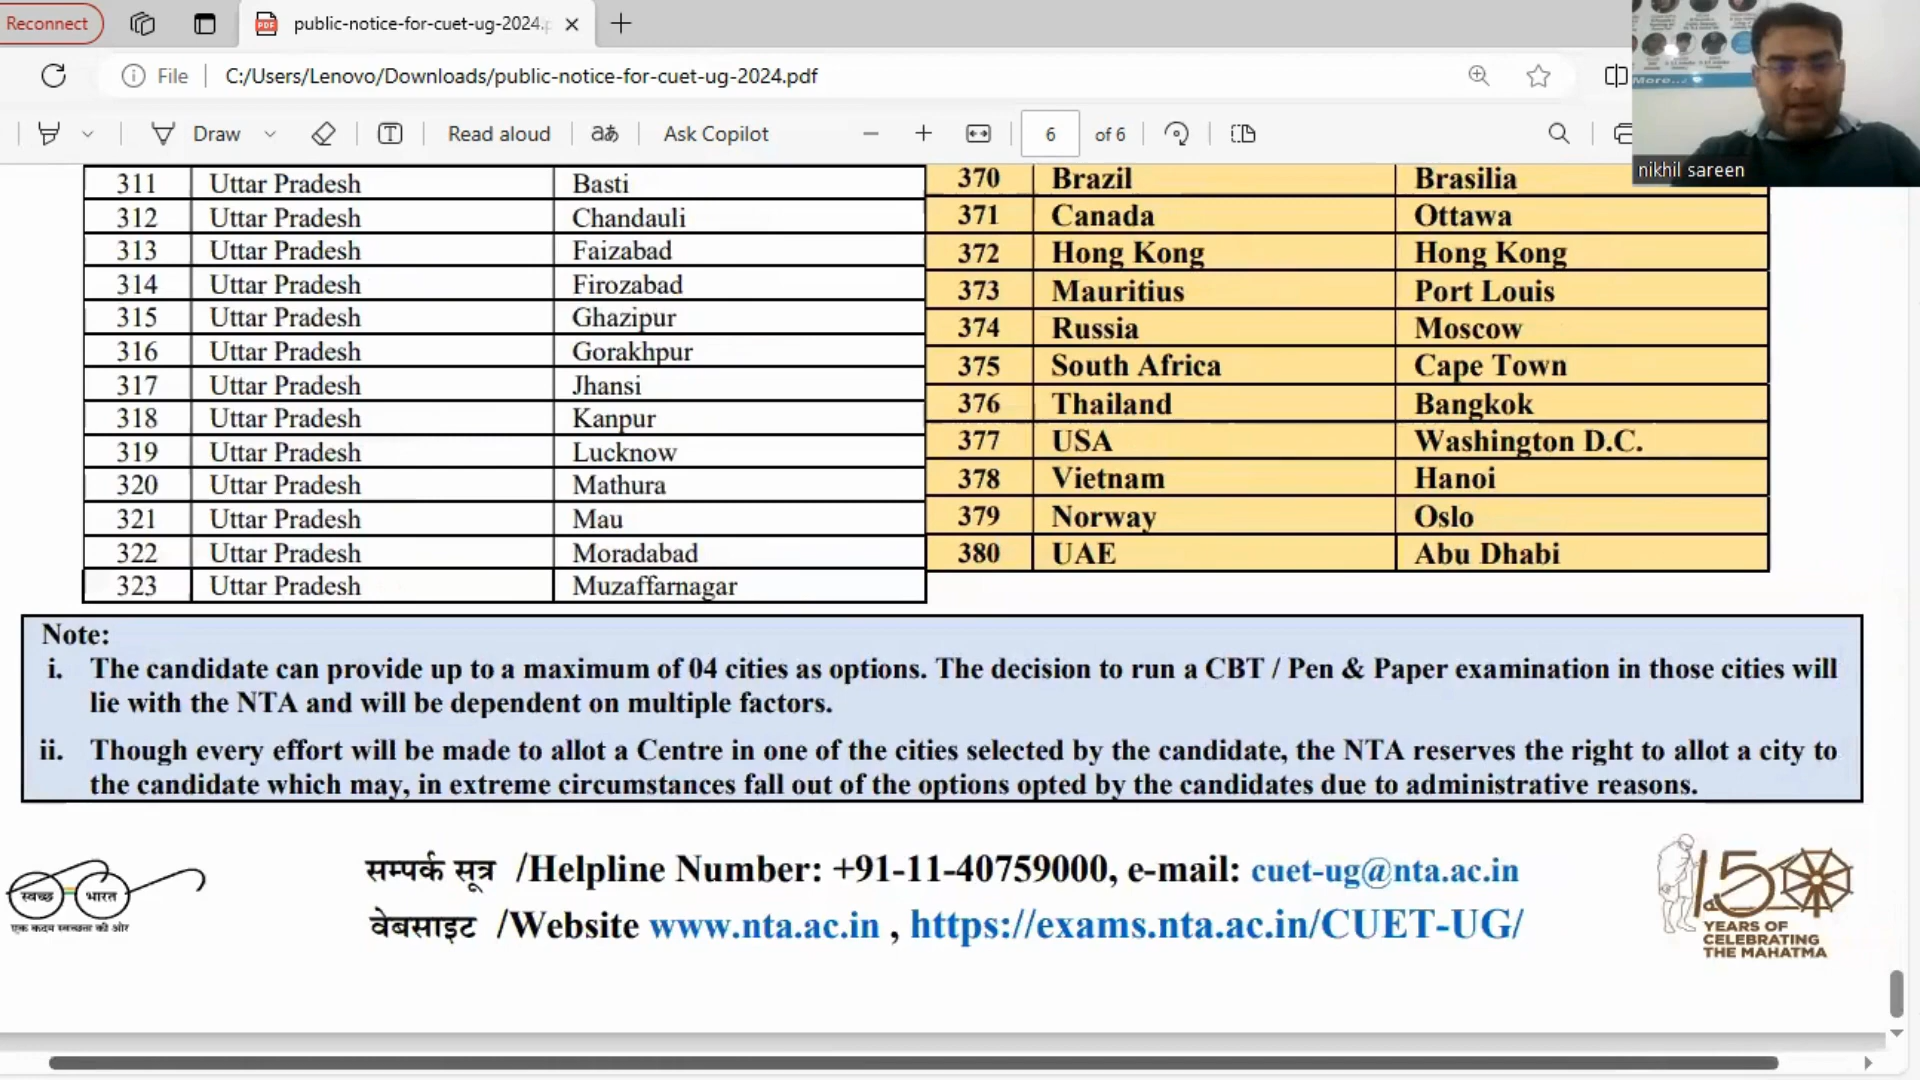 Reconnect
public-notice-for-cuet-ug-2024.
File C:/Users/Lenovo/Downloads/public-notice-for-cuet-ug-2024.pdf
Draw Read aloud aあ Ask Copilot 6 of 6
More...
nikhil sareen
311 Uttar Pradesh Basti
312 Uttar Pradesh Chandauli
313 Uttar Pradesh Faizabad
314 Uttar Pradesh Firozabad
315 Uttar Pradesh Ghazipur
316 Uttar Pradesh Gorakhpur
317 Uttar Pradesh Jhansi
318 Uttar Pradesh Kanpur
319 Uttar Pradesh Lucknow
320 Uttar Pradesh Mathura
321 Uttar Pradesh Mau
322 Uttar Pradesh Moradabad
323 Uttar Pradesh Muzaffarnagar
370 Brazil Brasilia
371 Canada Ottawa
372 Hong Kong Hong Kong
373 Mauritius Port Louis
374 Russia Moscow
375 South Africa Cape Town
376 Thailand Bangkok
377 USA Washington D.C.
378 Vietnam Hanoi
379 Norway Oslo
380 UAE Abu Dhabi
Note:
i. The candidate can provide up to a maximum of 04 cities as options. The decision to run a CBT / Pen & Paper examination in those cities will
lie with the NTA and will be dependent on multiple factors.
ii. Though every effort will be made to allot a Centre in one of the cities selected by the candidate, the NTA reserves the right to allot a city to
the candidate which may, in extreme circumstances fall out of the options opted by the candidates due to administrative reasons.
सम्पर्क सूत्र /Helpline Number: +91-11-40759000, e-mail: cuet-ug@nta.ac.in
वेबसाइट /Website www.nta.ac.in , https://exams.nta.ac.in/CUET-UG/
स्वच्छ भारत
एक कदम स्वच्छता की ओर
150
YEARS OF
CELEBRATING
THE MAHATMA